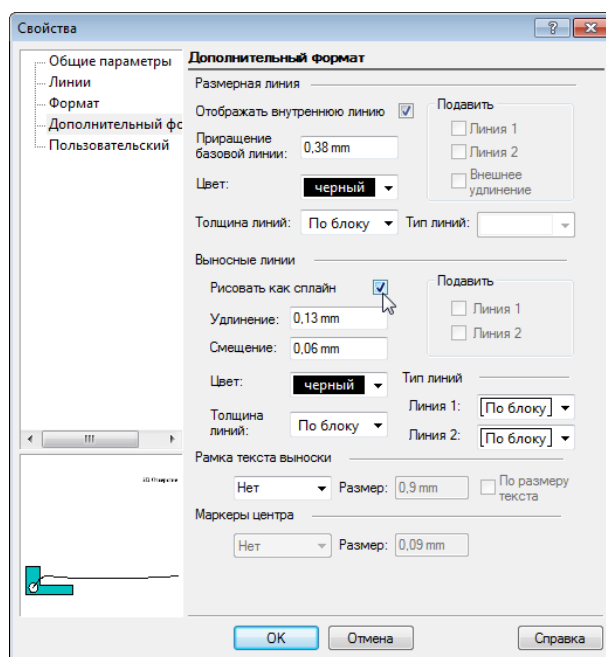 Свойства
Общие параметры
Линии
Формат
Дополнительный фо
Пользовательский
Дополнительный формат
Размерная линия
Отображать внутреннюю линию
Подавить
Линия 1
Линия 2
Внешнее
удлинение
Приращение
базовой линии:
0,38 mm
Цвет:
черный
Толщина линий:
По блоку
Тип линий:
Выносные линии
Рисовать как сплайн
Подавить
Линия 1
Линия 2
Удлинение:
0,13 mm
Смещение:
0,06 mm
Цвет:
черный
Тип линий
Толщина
линий:
По блоку
Линия 1:
[По блоку]
Линия 2:
[По блоку]
Рамка текста выноски
Нет
Размер:
0,9 mm
По размеру
текста
Маркеры центра
Нет
Размер:
0,09 mm
OK
Отмена
Справка